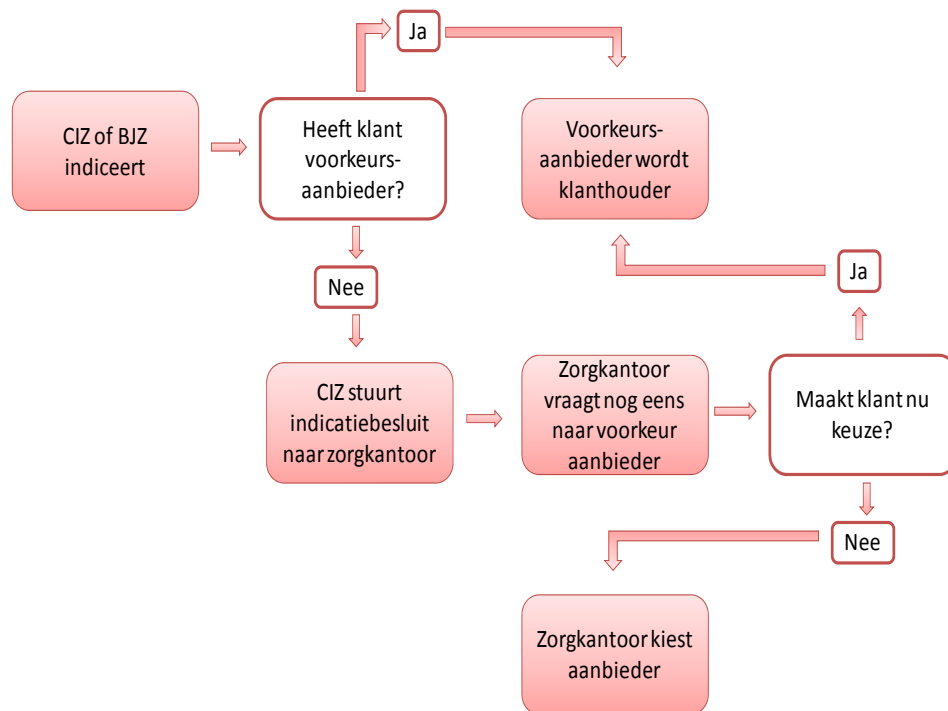 Ja
CIZ of BJZ
indiceert
Heeft klant
voorkeurs-
aanbieder?
Voorkeurs-
aanbieder wordt
klanthouder
Nee
Ja
CIZ stuurt
indicatiebesluit
naar zorgkantoor
Zorgkantoor
vraagt nog eens
naar voorkeur
aanbieder
Maakt klant nu
keuze?
Nee
Zorgkantoor kiest
aanbieder